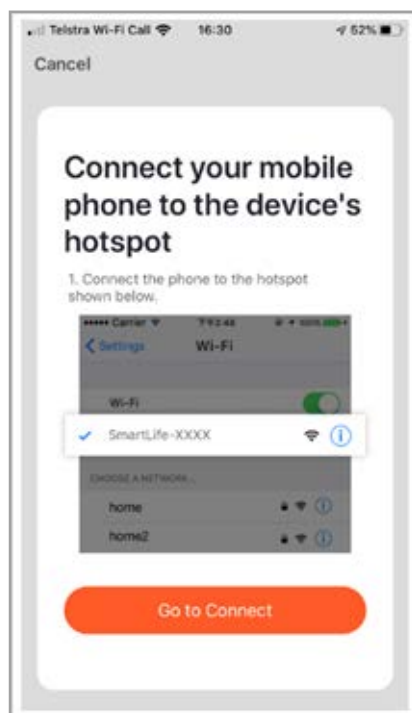 Telstra Wi-Fi Call 16:30 52%
Cancel
Connect your mobile
phone to the device's
hotspot
1. Connect the phone to the hotspot
shown below.
Carrier
Settings Wi-Fi
Wi-Fi
SmartLife-XXXX
CHOOSE A NETWORK...
home
home2
Go to Connect